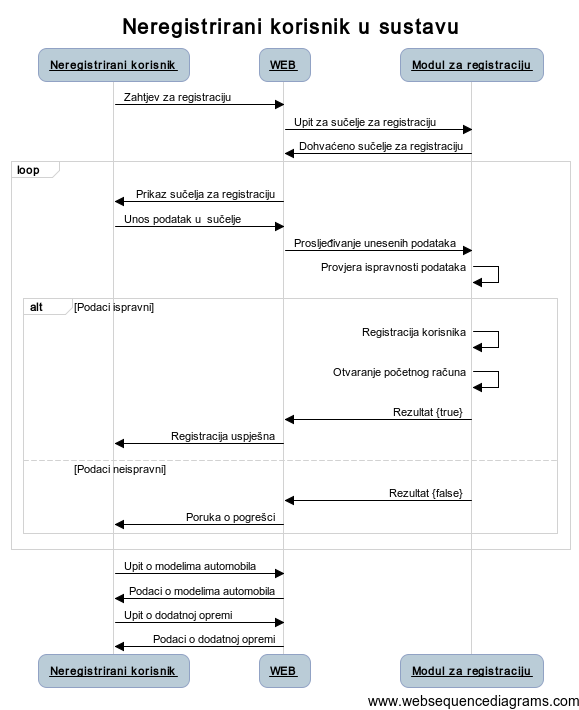 Neregistrirani korisnik u sustavu
Neregistrirani korisnik
WEB
Modul za registraciju
Zahtjev za registraciju
Upit za sučelje za registraciju
Dohvaćeno sučelje za registraciju
loop
Prikaz sučelja za registraciju
Unos podatak u  sučelje
Prosljeđivanje unesenih podataka
Provjera ispravnosti podataka
alt [Podaci ispravni]
Registracija korisnika
Otvaranje početnog računa
Rezultat {true}
Registracija uspješna
[Podaci neispravni]
Rezultat {false}
Poruka o pogrešci
Upit o modelima automobila
Podaci o modelima automobila
Upit o dodatnoj opremi
Podaci o dodatnoj opremi
Neregistrirani korisnik
WEB
Modul za registraciju
www.websequencediagrams.com